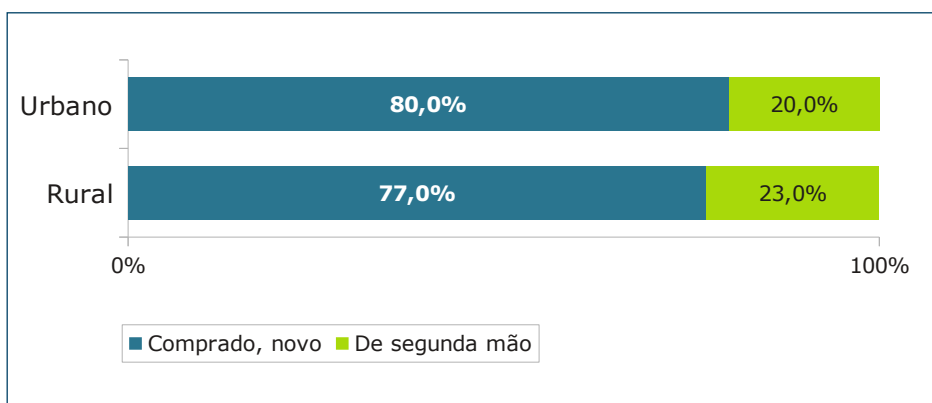 Urbano 80,0% 20,0%
Rural 77,0% 23,0%
0% 100%
Comprado, novo De segunda mão